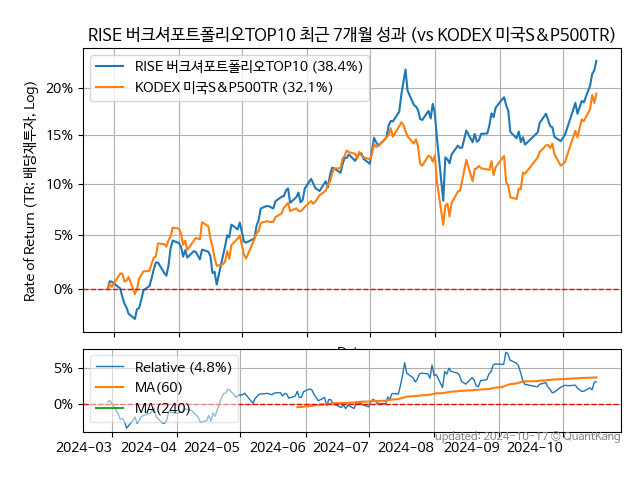 RISE 버크셔포트폴리오TOP10 최근 7개월 성과 (vs KODEX 미국S&P500TR)
RISE 버크셔포트폴리오TOP10 (38.4%)
KODEX 미국S&P500TR (32.1%)
Rate of Return (TR: 배당재투자, Log)
20%
15%
10%
5%
0%
Relative (4.8%)
MA(60)
MA(240)
5%
0%
updated: 2024-10-17 © QuantKang
2024-03 2024-04 2024-05 2024-06 2024-07 2024-08 2024-09 2024-10